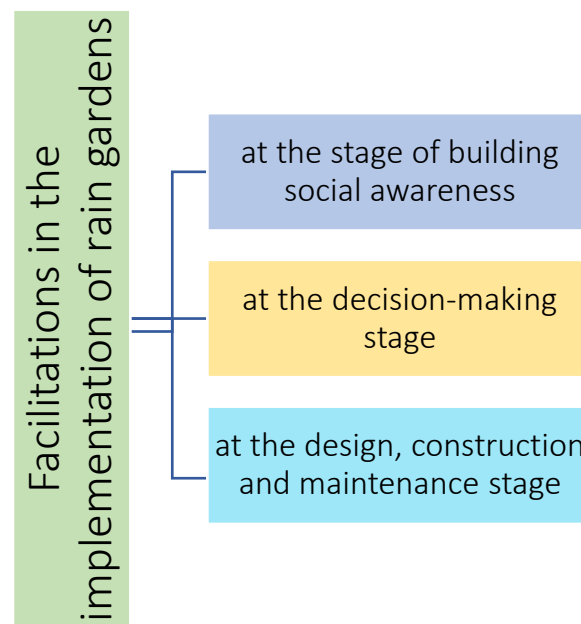 Facilitations in the
implementation of rain gardens
at the stage of building
social awareness
at the decision-making
stage
at the design, construction
and maintenance stage